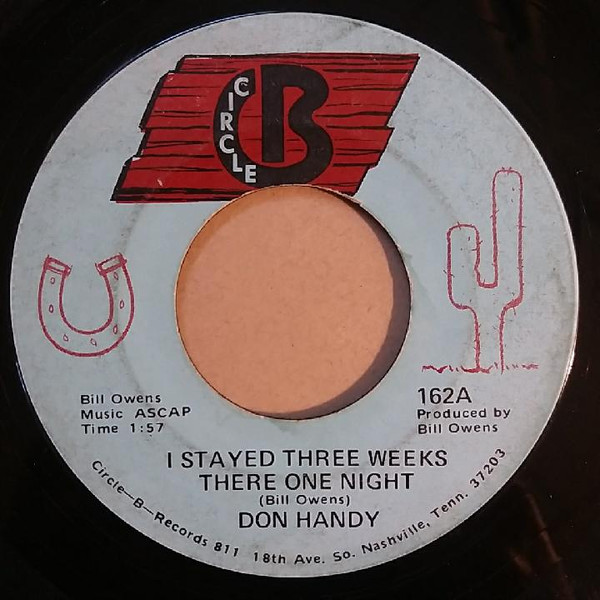 CIRCLE B
Bill Owens
Music ASCAP
Time 1:57
162A
Produced by
Bill Owens
I STAYED THREE WEEKS
THERE ONE NIGHT
(Bill Owens)
DON HANDY
Circle—B—Records 811 18th Ave. So. Nashville, Tenn. 37203